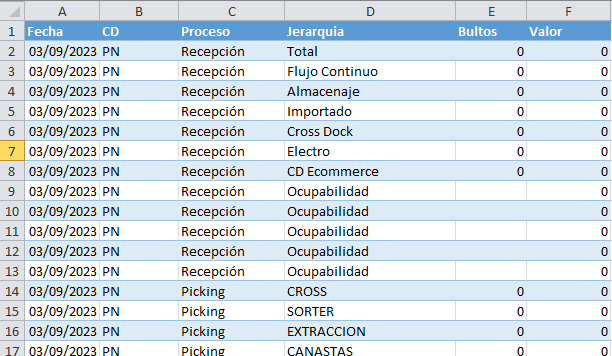 A B C D E F
1 Fecha CD Proceso Jerarquia Bultos Valor
2 03/09/2023 PN Recepción Total 0 0
3 03/09/2023 PN Recepción Flujo Continuo 0 0
4 03/09/2023 PN Recepción Almacenaje 0 0
5 03/09/2023 PN Recepción Importado 0 0
6 03/09/2023 PN Recepción Cross Dock 0 0
7 03/09/2023 PN Recepción Electro 0 0
8 03/09/2023 PN Recepción CD Ecommerce 0 0
9 03/09/2023 PN Recepción Ocupabilidad 0
10 03/09/2023 PN Recepción Ocupabilidad 0
11 03/09/2023 PN Recepción Ocupabilidad 0
12 03/09/2023 PN Recepción Ocupabilidad 0
13 03/09/2023 PN Recepción Ocupabilidad 0
14 03/09/2023 PN Picking CROSS 0 0
15 03/09/2023 PN Picking SORTER 0 0
16 03/09/2023 PN Picking EXTRACCION 0 0
17 03/09/2023 PN Picking CANASTAS 0 0